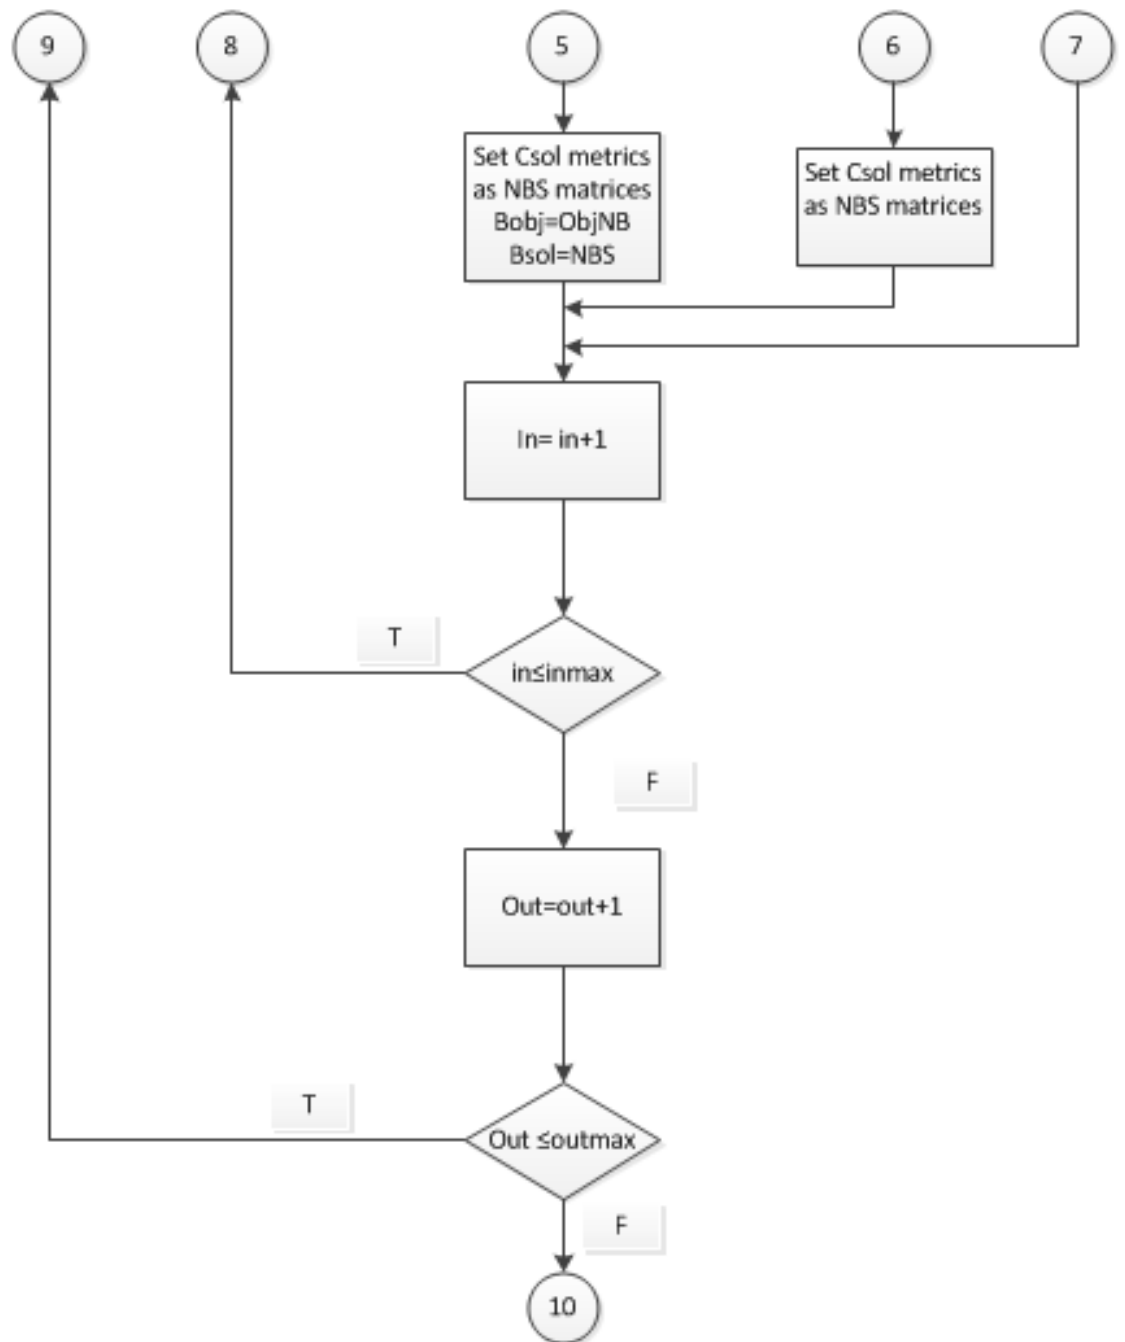 9
8
5
6
7
Set Csol metrics
as NBS matrices
Bobj=ObjNB
Bsol=NBS
Set Csol metrics
as NBS matrices
In= in+1
T
in≤inmax
F
Out=out+1
T
Out ≤outmax
F
10